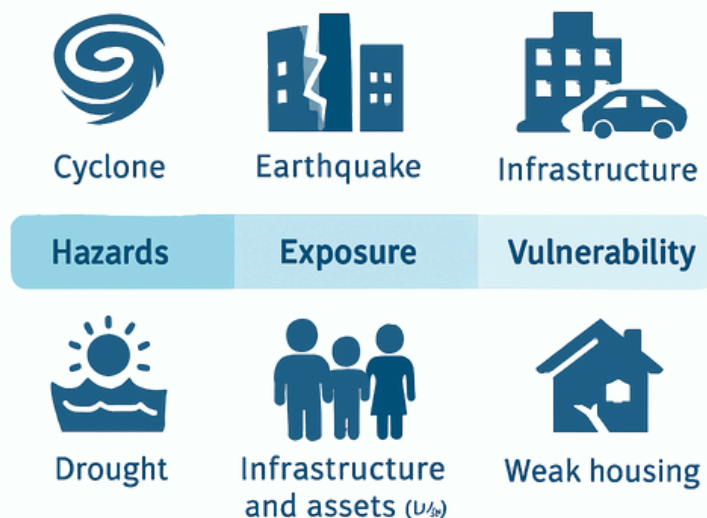 Cyclone
Earthquake
Infrastructure
Hazards
Exposure
Vulnerability
Drought
Infrastructure
and assets
Weak housing